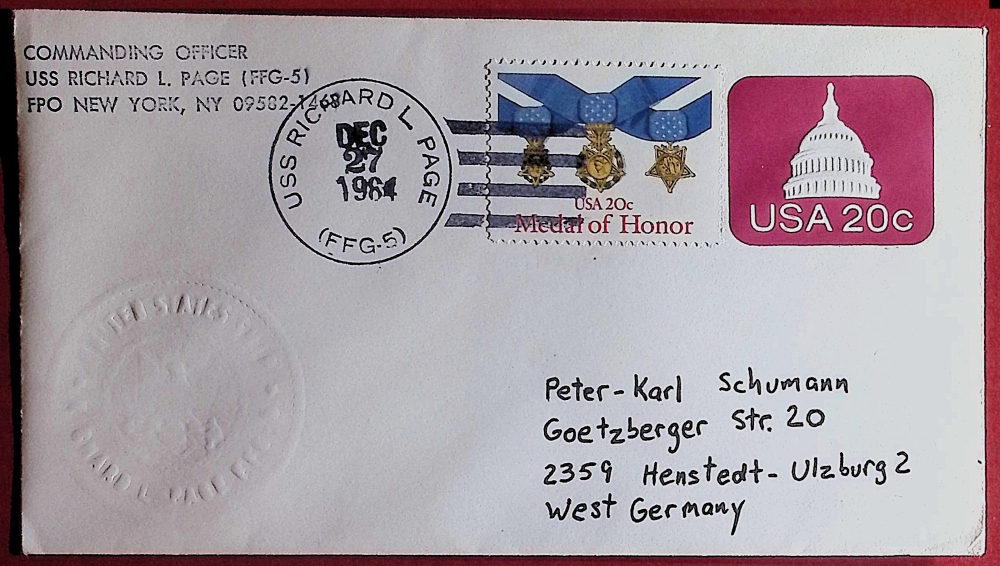 COMMANDING OFFICER
USS RICHARD L. PAGE (FFG-5)
FPO NEW YORK, NY 09582-1468
USS RICHARD L PAGE
DEC
27
1984
(FFG-5)
USA 20c
Medal of Honor
USA 20c
Peter-Karl Schumann
Goetzberger Str. 20
2359 Henstedt-Ulzburg 2
West Germany
UNITED STATES